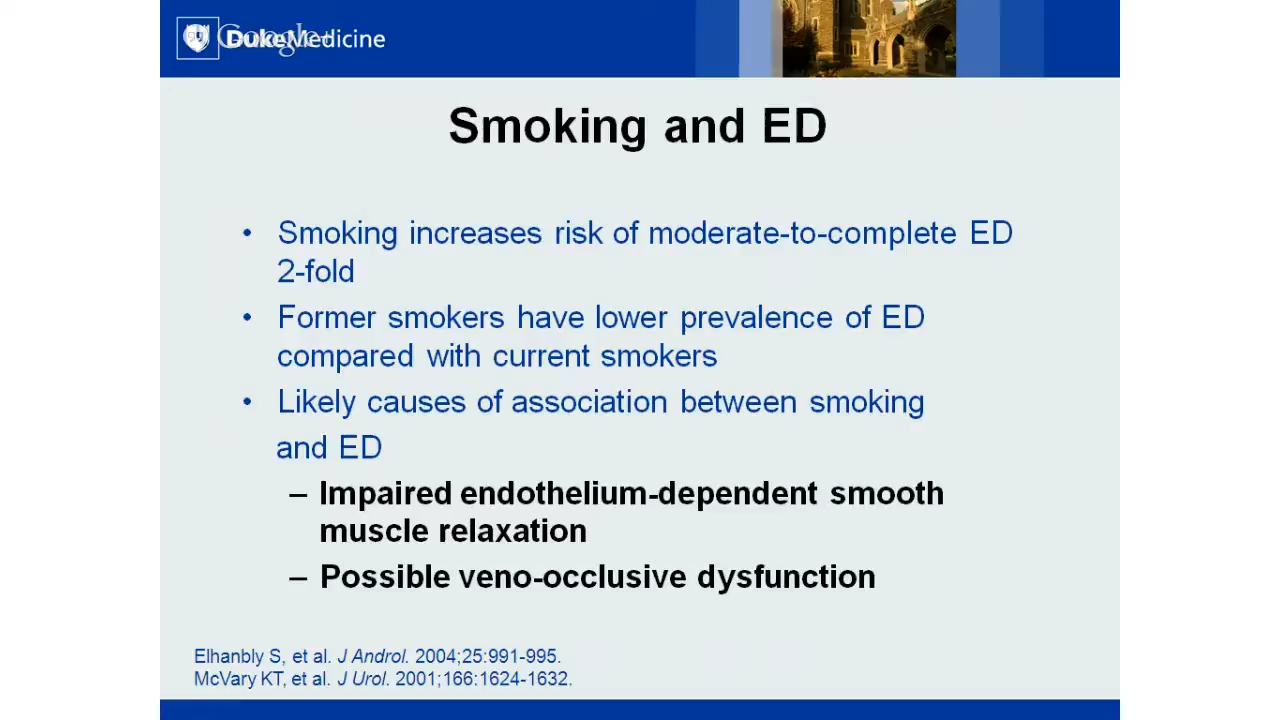 DukeMedicine
Google+
Smoking and ED
• Smoking increases risk of moderate-to-complete ED
2-fold
• Former smokers have lower prevalence of ED
compared with current smokers
• Likely causes of association between smoking
and ED
– Impaired endothelium-dependent smooth
muscle relaxation
– Possible veno-occlusive dysfunction
Elhanbly S, et al. J Androl. 2004;25:991-995.
McVary KT, et al. J Urol. 2001;166:1624-1632.